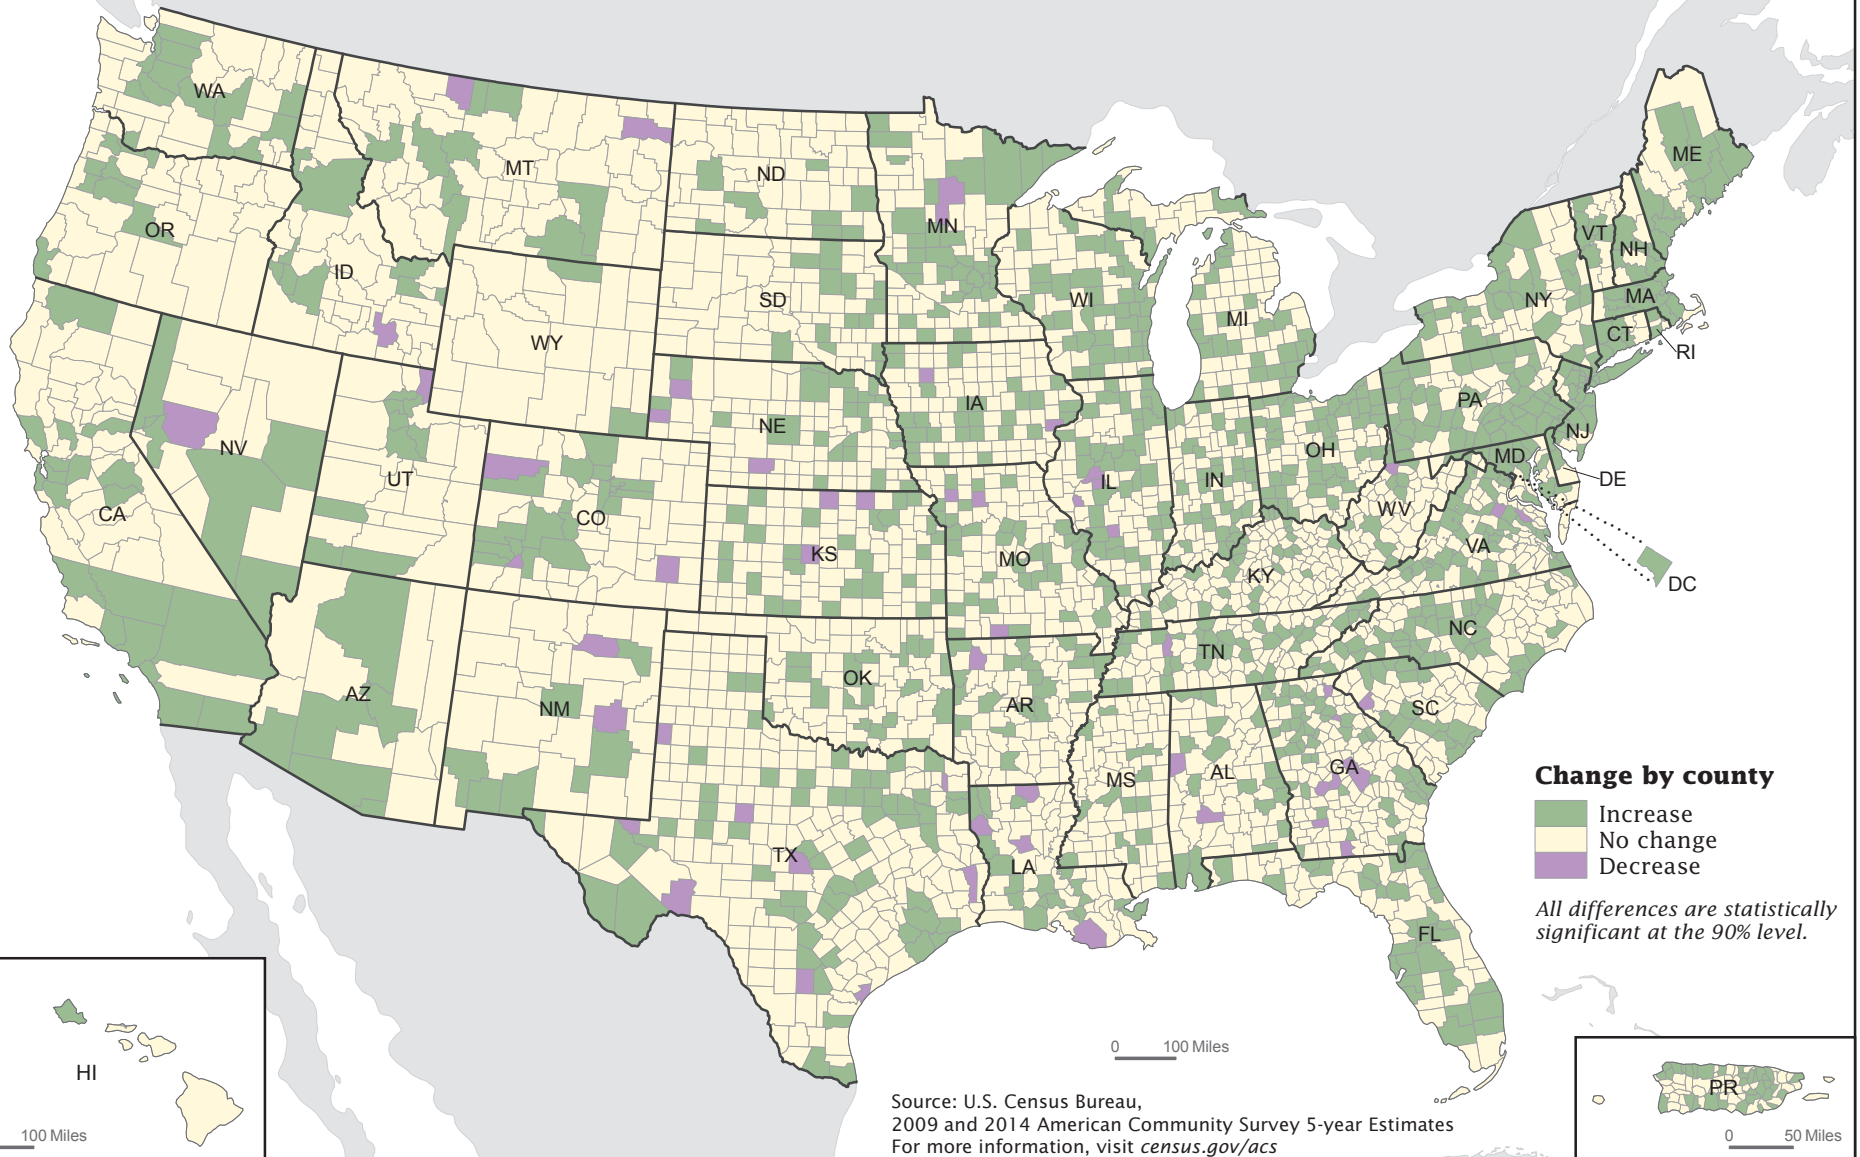 WA
MT
ND
MN
ME
OR
ID
SD
WI
MI
NY
VT
NH
MA
CT
RI
WY
NE
IA
PA
NJ
NV
UT
CO
IL
IN
OH
MD
DE
WV
CA
KS
MO
KY
VA
DC
AZ
NM
OK
AR
TN
NC
SC
MS
AL
GA
TX
LA
FL
Change by county
Increase
No change
Decrease
All differences are statistically
significant at the 90% level.
HI
100 Miles
0 100 Miles
Source: U.S. Census Bureau,
2009 and 2014 American Community Survey 5-year Estimates
For more information, visit census.gov/acs
PR
0 50 Miles